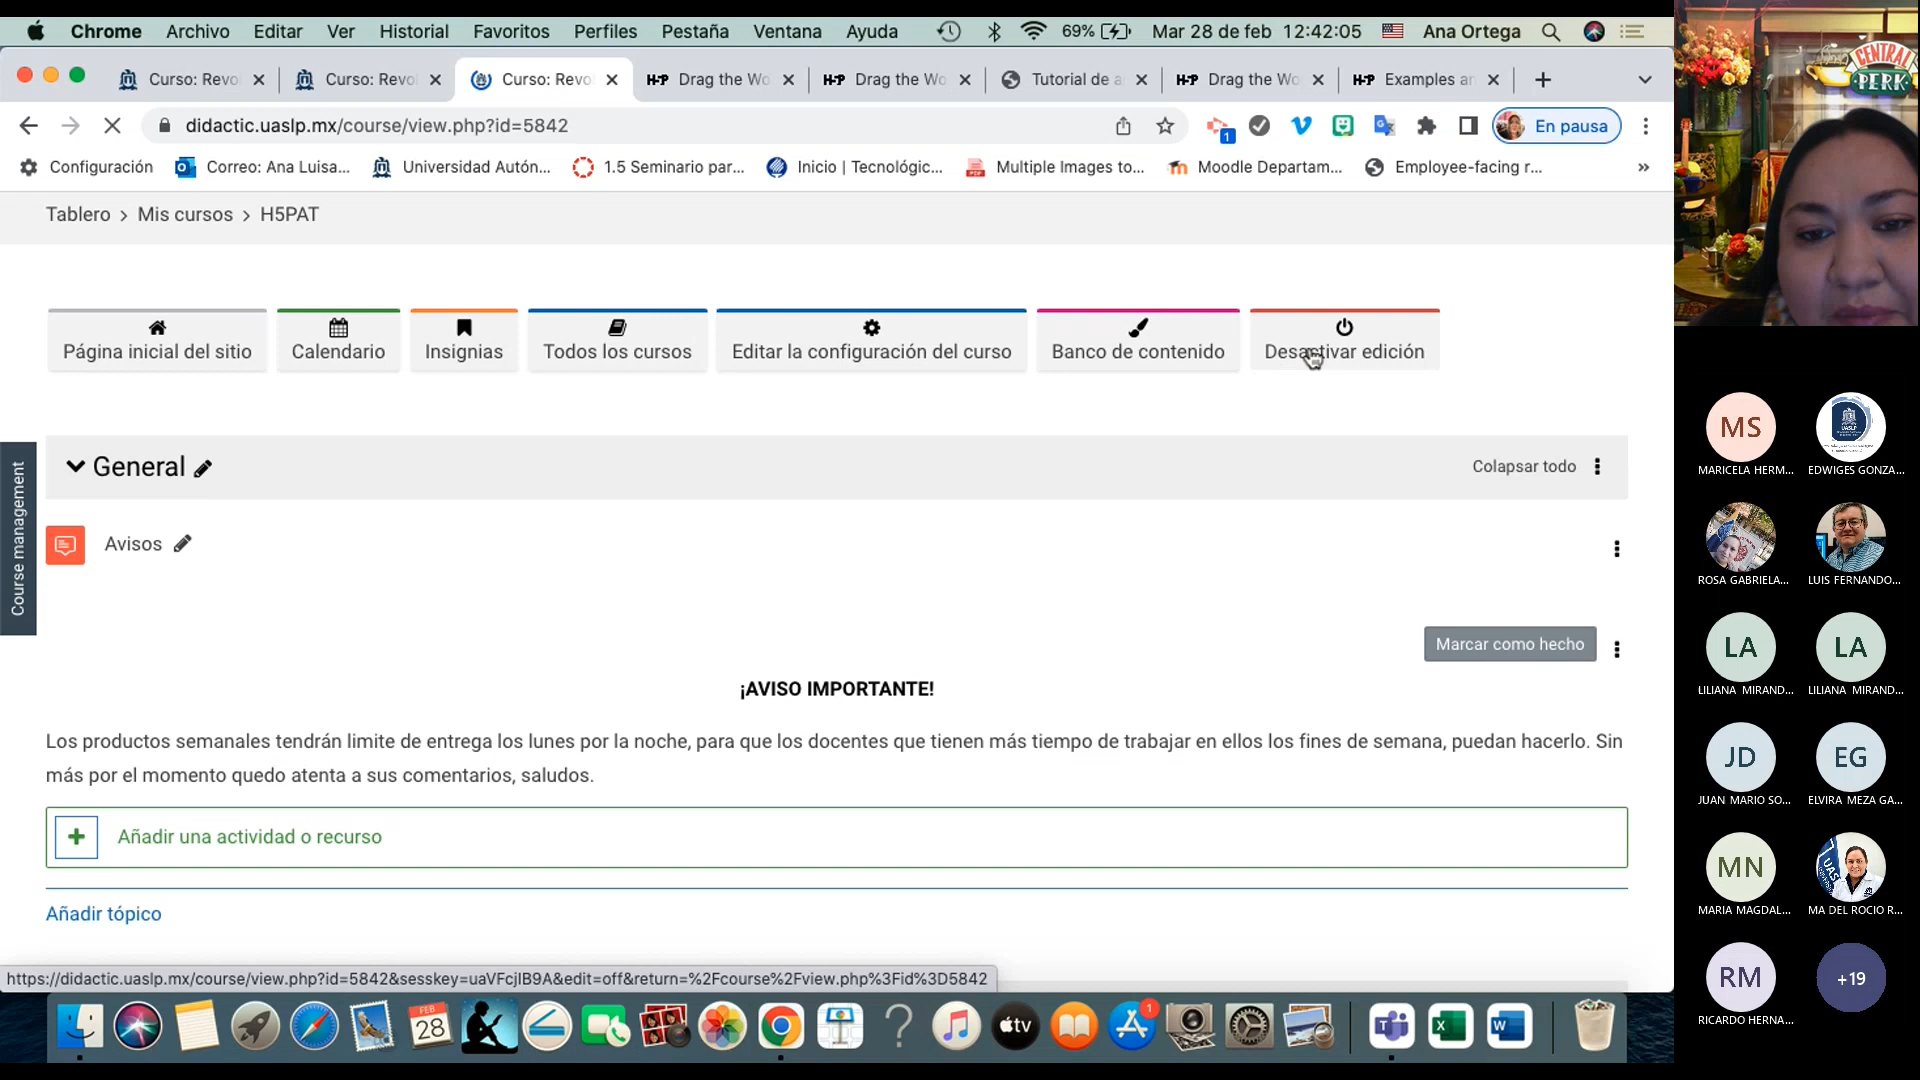 Chrome Archivo Editar Ver Historial Favoritos Perfiles Pestaña Ventana Ayuda 69% Mar 28 de feb 12:42:05 Ana Ortega
Curso: Revo Curso: Revo Curso: Revo H-P Drag the Wo H-P Drag the Wo Tutorial de a H-P Drag the Wo H-P Examples an
didactic.uaslp.mx/course/view.php?id=5842 1 En pausa
Configuración Correo: Ana Luisa... Universidad Autón... 1.5 Seminario par... Inicio | Tecnológic... Multiple Images to... Moodle Departam... Employee-facing r... »
Tablero > Mis cursos > H5PAT
Página inicial del sitio Calendario Insignias Todos los cursos Editar la configuración del curso Banco de contenido Desactivar edición
Course management
General Colapsar todo
Avisos
Marcar como hecho
¡AVISO IMPORTANTE!
Los productos semanales tendrán limite de entrega los lunes por la noche, para que los docentes que tienen más tiempo de trabajar en ellos los fines de semana, puedan hacerlo. Sin
más por el momento quedo atenta a sus comentarios, saludos.
+ Añadir una actividad o recurso
Añadir tópico
https://didactic.uaslp.mx/course/view.php?id=5842&sesskey=uaVFcjlB9A&edit=off&return=%2Fcourse%2Fview.php%3Fid%3D5842
FEB
28
tv
1
CENTRAL
PERK
MS
MARICELA HERM... EDWIGES GONZA...
UASLP
ROSA GABRIELA... LUIS FERNANDO...
LA LA
LILIANA MIRAND... LILIANA MIRAND...
JD EG
JUAN MARIO SO... ELVIRA MEZA GA...
MN
MARIA MAGDAL... MA DEL ROCIO R...
RM +19
RICARDO HERNA...